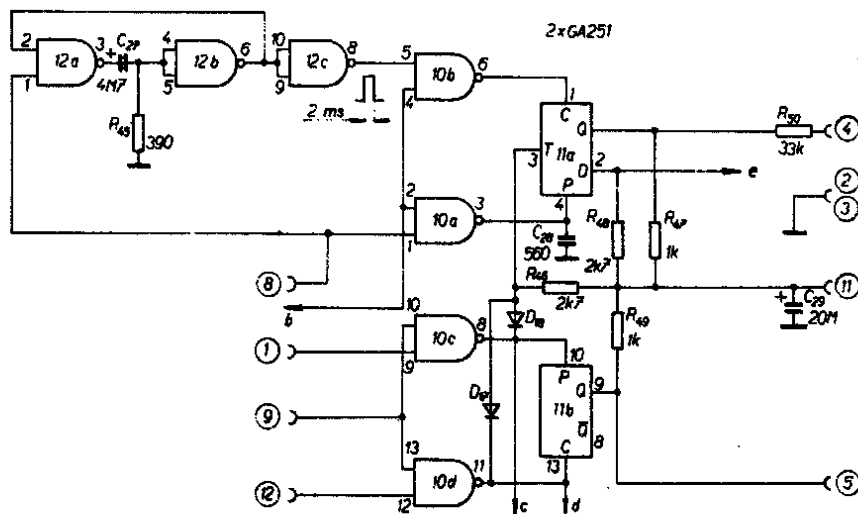 2xGA251
2
3
+
C27
4
6
10
8
5
6
12a
12b
12c
10b
1
4M7
5
9
4
2 ms
R45
390
1
C
Q
T
11a
3
D
2
P
4
R50
33k
4
e
2
3
2
10a
3
1
C28
560
R48
2k7
R47
1k
8
b
R46
2k7
11
+
C29
20M
10
10c
8
9
D18
R49
1k
1
10
P
Q
9
11b
Q
8
C
13
D17
9
13
10d
11
12
12
c
d
5